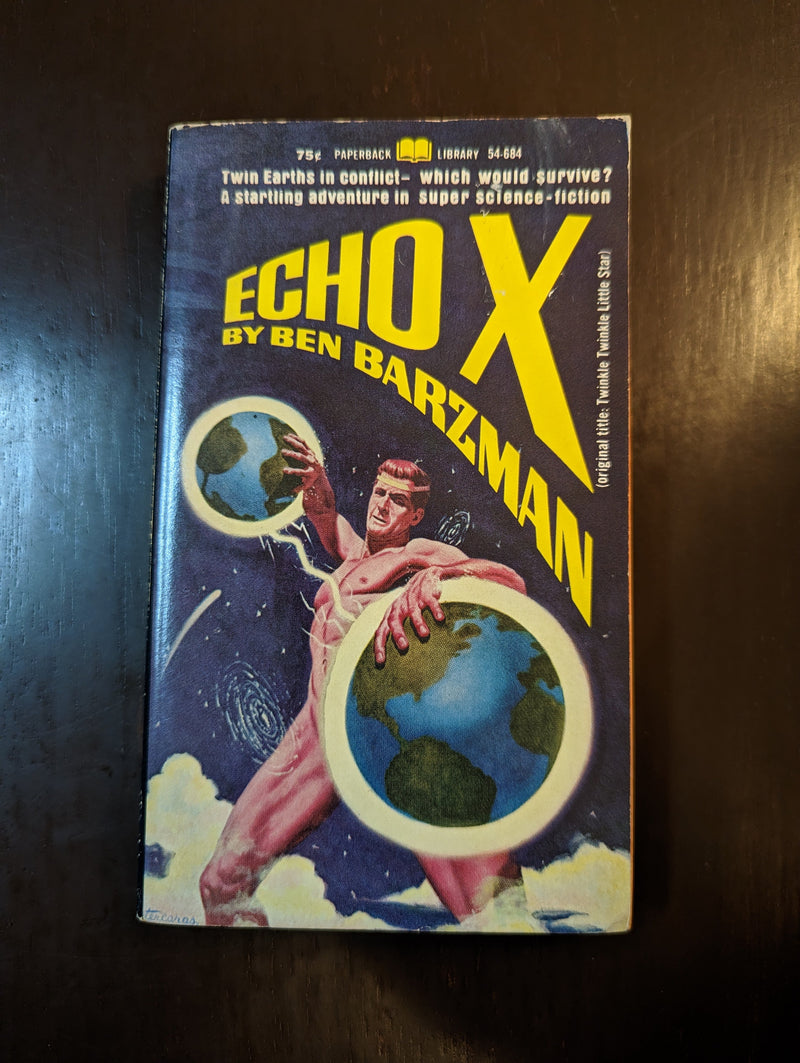 75¢ PAPERBACK LIBRARY 54-684
Twin Earths in conflict– which would survive?
A startling adventure in super science-fiction
ECHO X
BY BEN BARZMAN
(original title: Twinkle Twinkle Little Star)